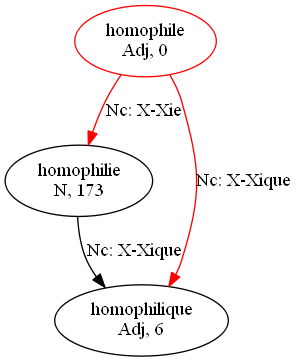 homophile
Adj, 0
Nc: X-Xie
homophilie
N, 173
Nc: X-Xique
Nc: X-Xique
homophilique
Adj, 6